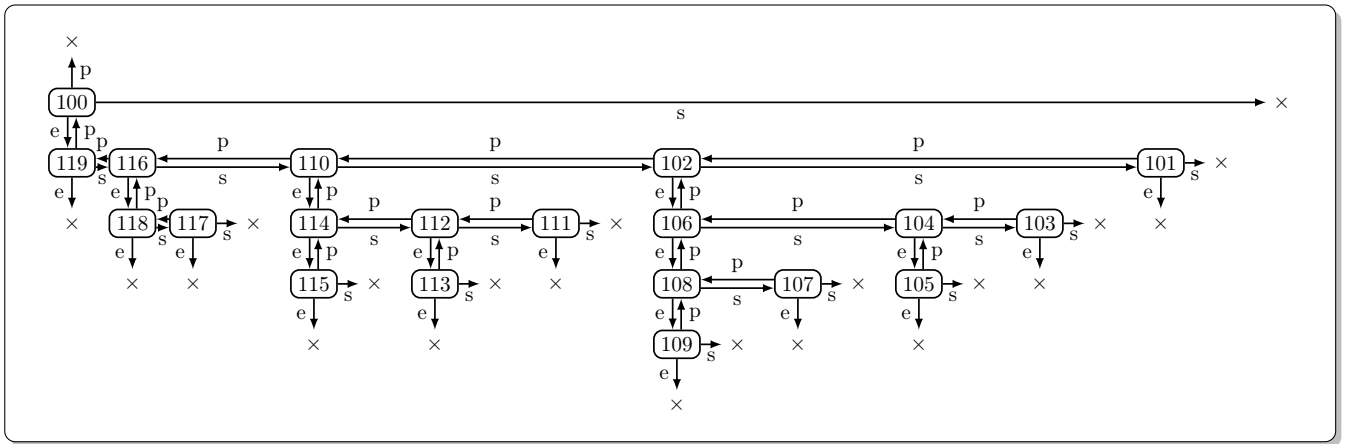 ×
p
100 s ×
e p
p p p p
119 s 116 s 110 s 102 s 101 s ×
e e p e p e p e
p p p p p
× 118 s 117 s × 114 s 112 s 111 s × 106 s 104 s 103 s × ×
e e e p e p e e p e p e
p
× × 115 s × 113 s × × 108 s 107 s × 105 s × ×
e e e p e e
× × 109 s × × ×
e
×